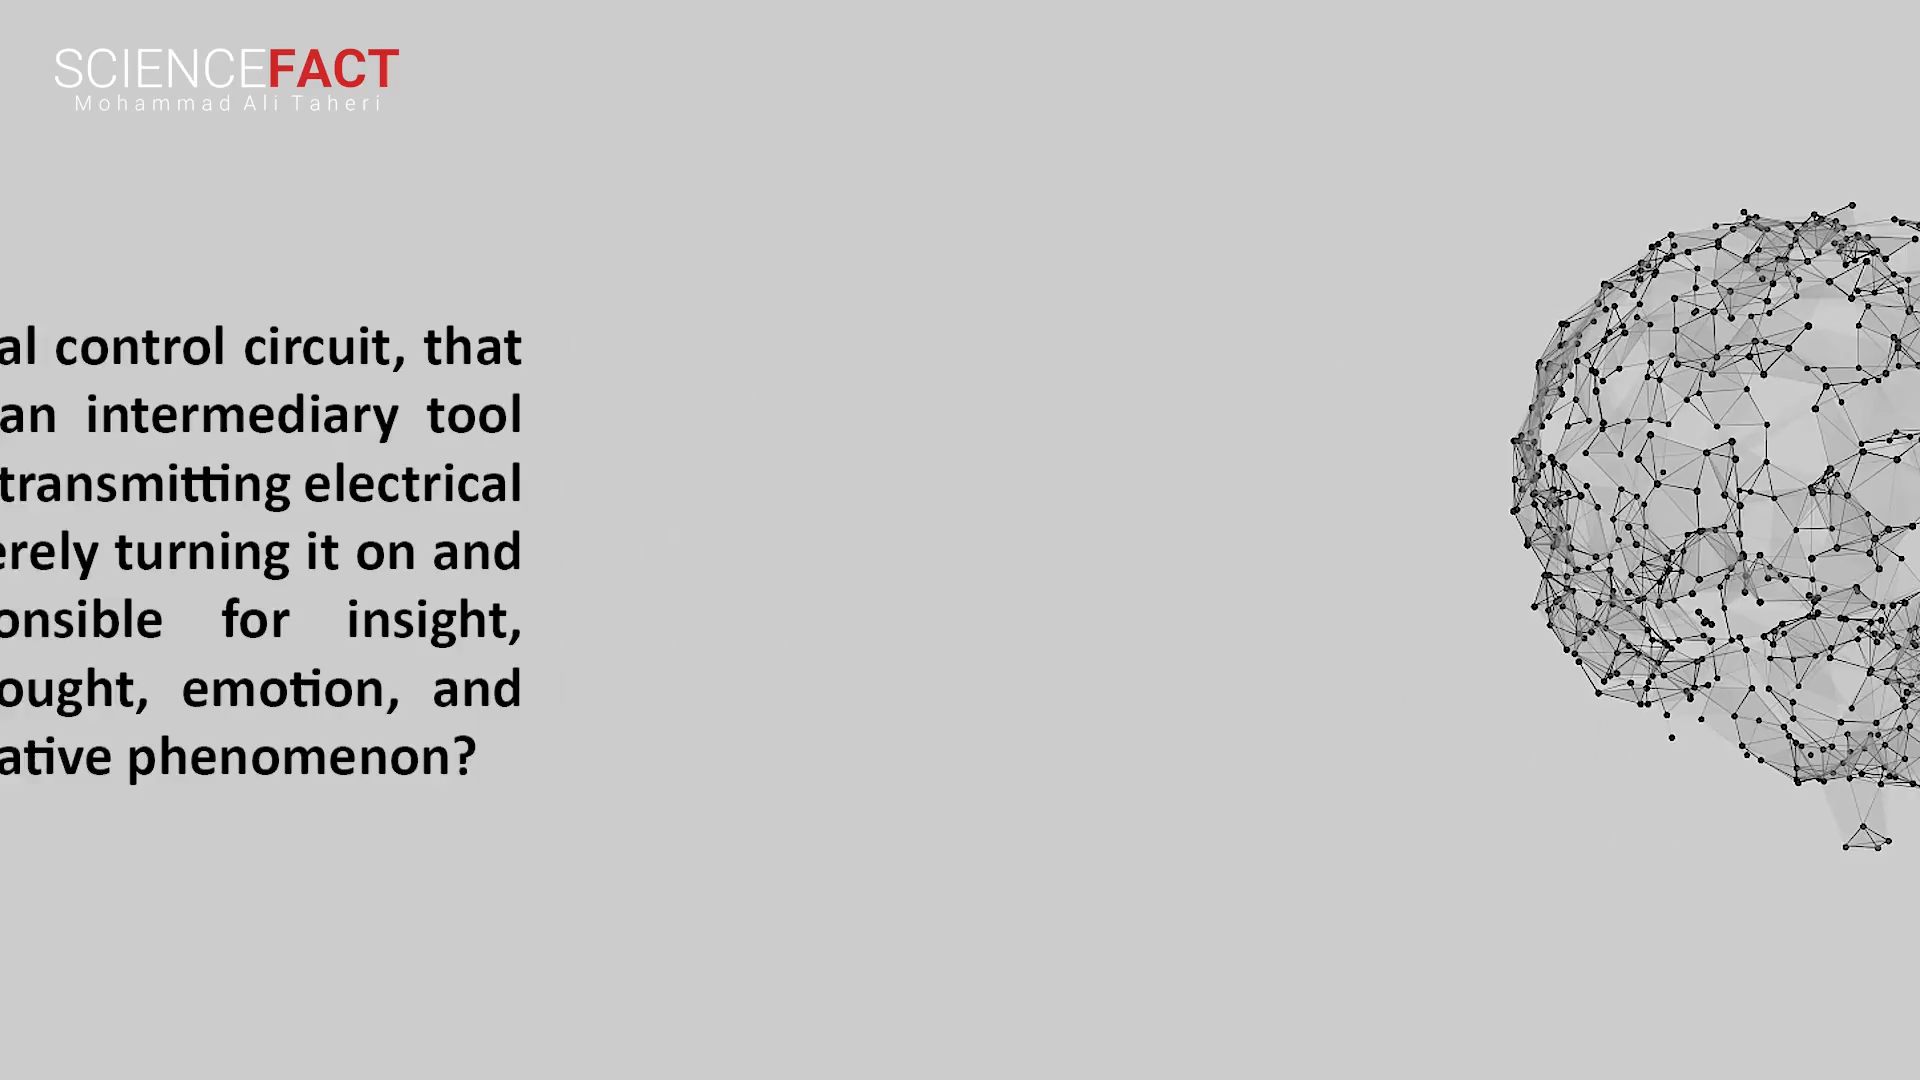 SCIENCEFACT
Mohammad Ali Taheri
al control circuit, that
an intermediary tool
transmitting electrical
erely turning it on and
onsible for insight,
ought, emotion, and
ative phenomenon?